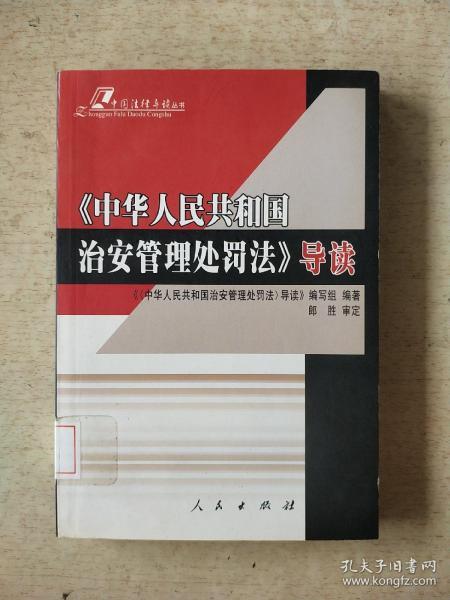 中国法律导读丛书
Zhongguo Falu Daodu Congshu
《中华人民共和国
治安管理处罚法》导读
《〈中华人民共和国治安管理处罚法〉导读》编写组 编著
郎 胜 审定
人民出版社
孔夫子旧书网
www.kongfz.com